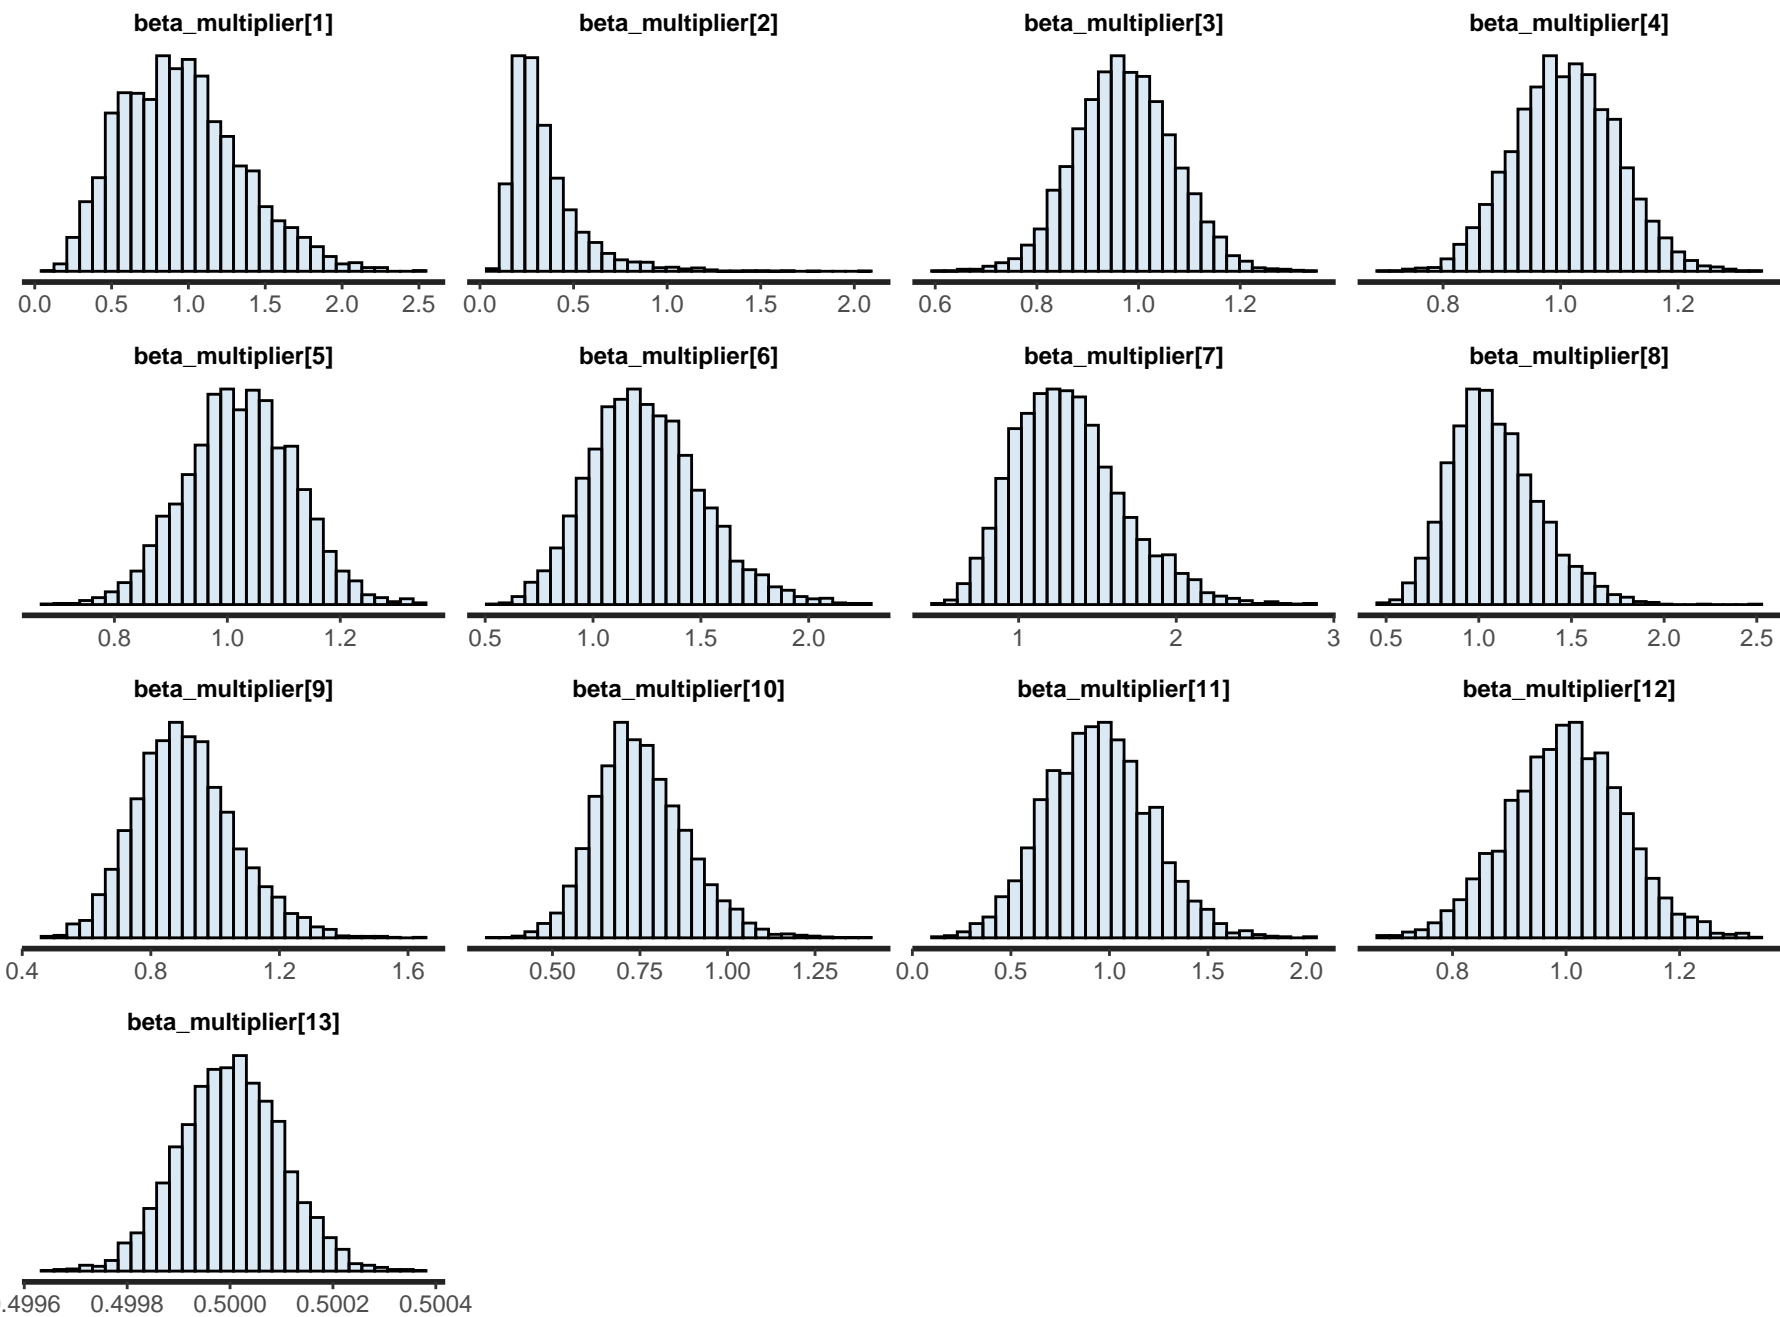 beta_multiplier[1] beta_multiplier[2] beta_multiplier[3] beta_multiplier[4]
0.0 0.5 1.0 1.5 2.0 2.5 0.0 0.5 1.0 1.5 2.0 0.6 0.8 1.0 1.2 0.8 1.0 1.2
beta_multiplier[5] beta_multiplier[6] beta_multiplier[7] beta_multiplier[8]
0.8 1.0 1.2 0.5 1.0 1.5 2.0 1 2 3 0.5 1.0 1.5 2.0 2.5
beta_multiplier[9] beta_multiplier[10] beta_multiplier[11] beta_multiplier[12]
0.4 0.8 1.2 1.6 0.50 0.75 1.00 1.25 0.0 0.5 1.0 1.5 2.0 0.8 1.0 1.2
beta_multiplier[13]
.4996 0.4998 0.5000 0.5002 0.5004